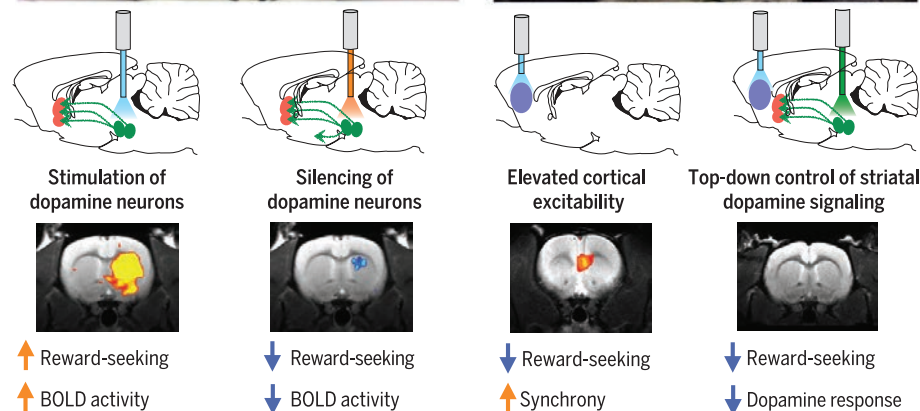 Stimulation of
dopamine neurons
Reward-seeking
BOLD activity
Silencing of
dopamine neurons
Reward-seeking
BOLD activity
Elevated cortical
excitability
Reward-seeking
Synchrony
Top-down control of striatal
dopamine signaling
Reward-seeking
Dopamine response